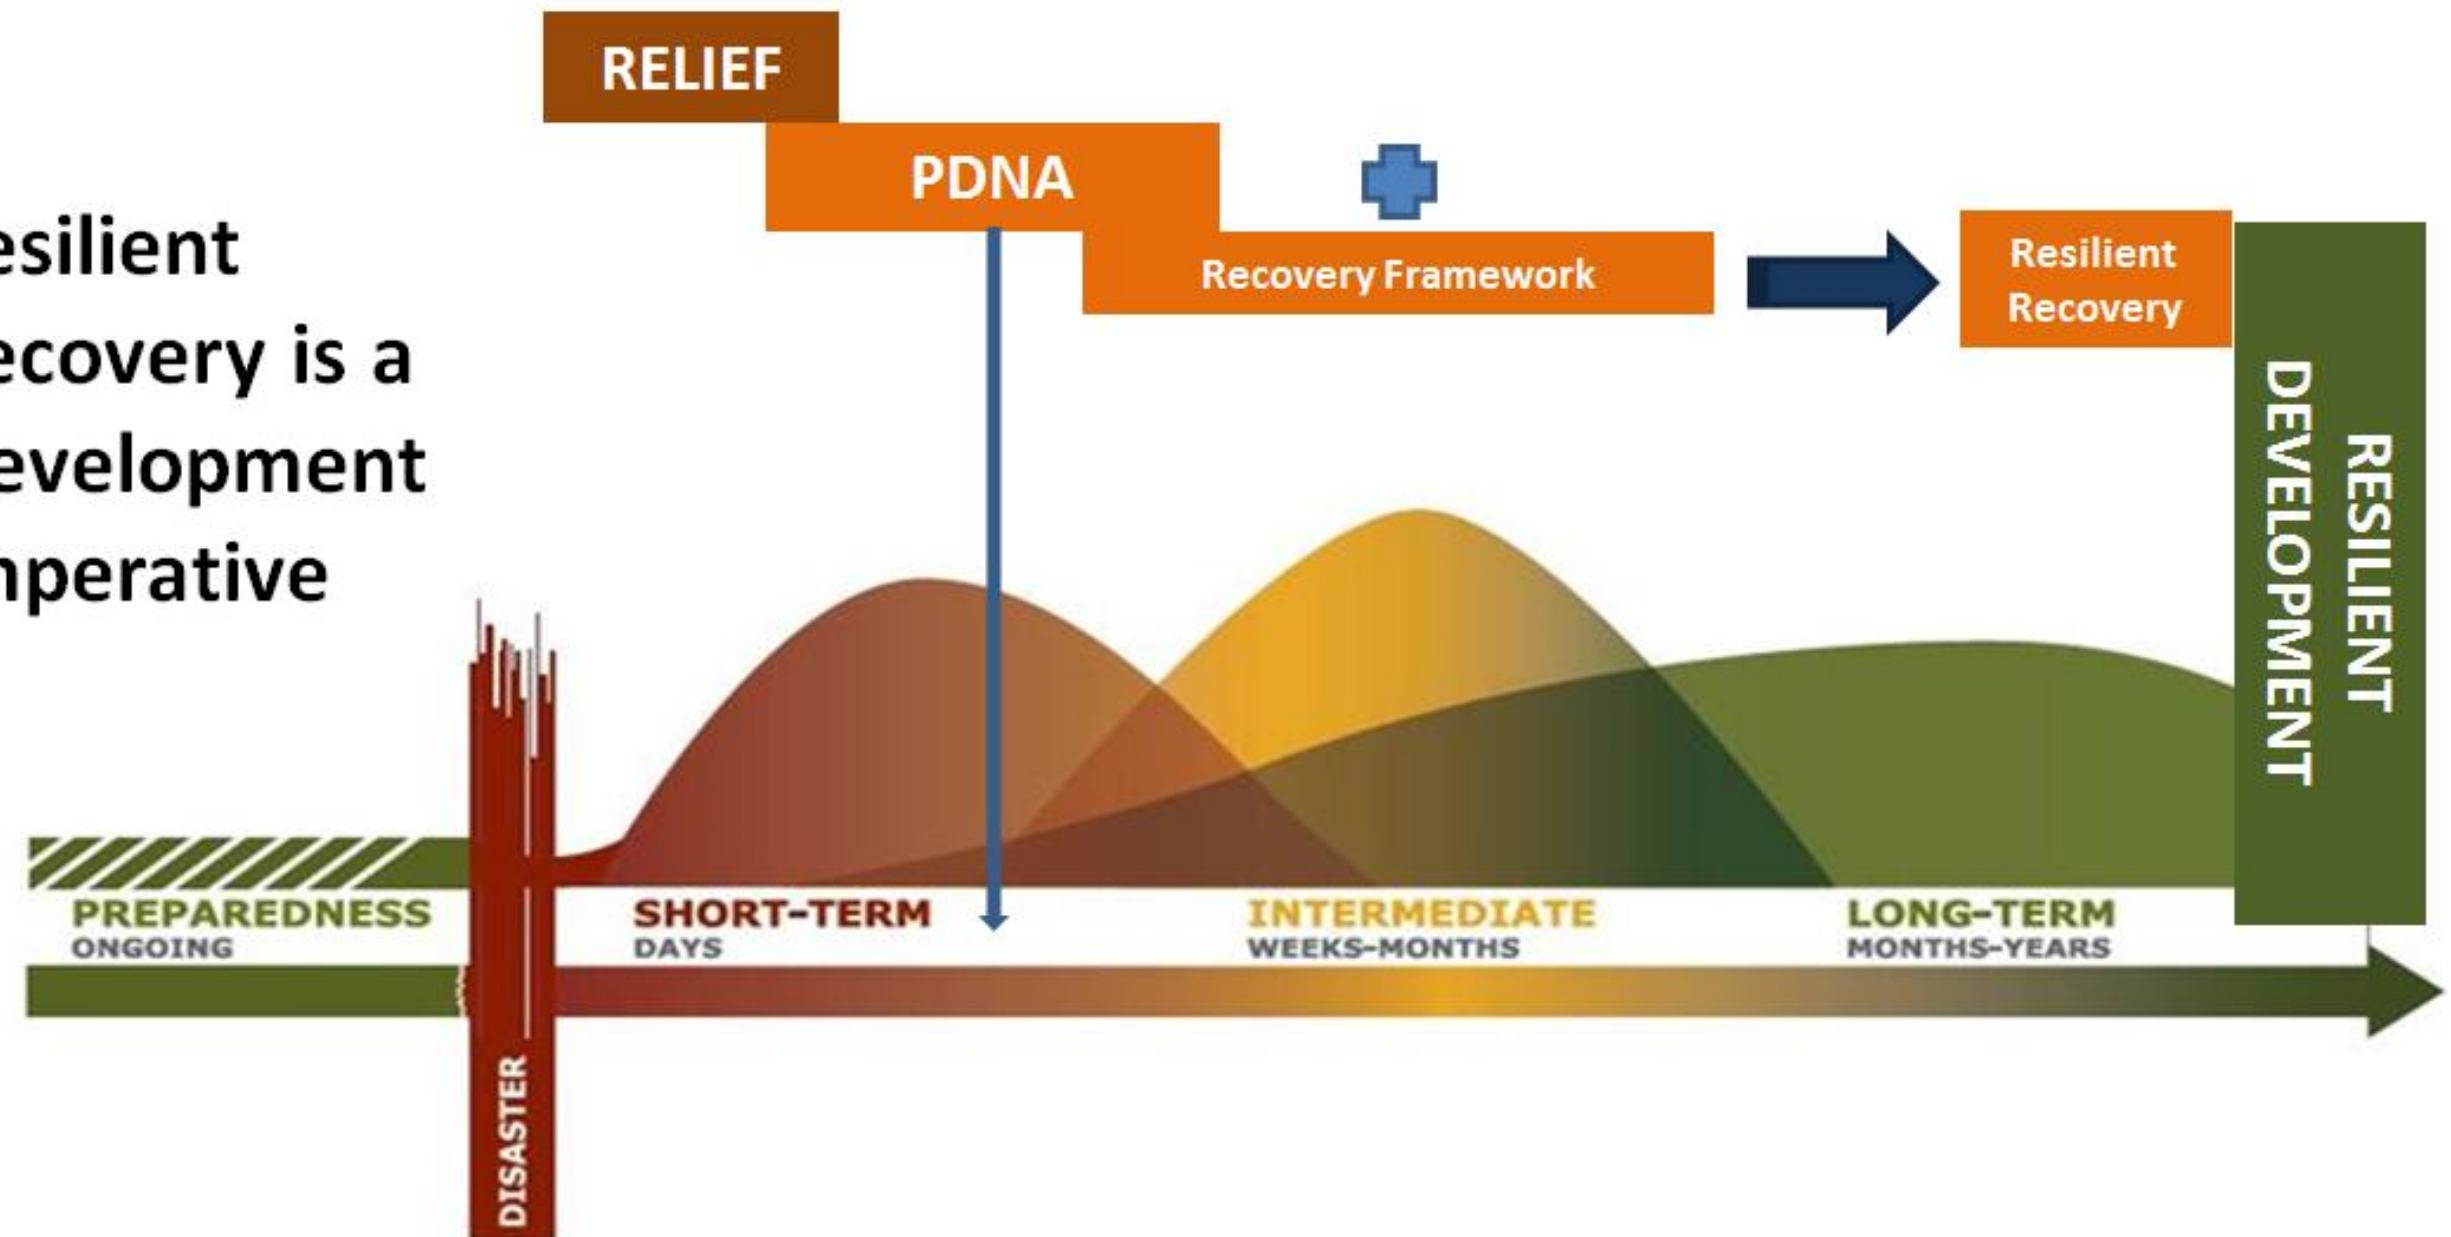 RELIEF
PDNA
Recovery Framework
Resilient
Recovery
esilient
ecovery is a
evelopment
nperative
RESILIENT
DEVELOPMENT
PREPAREDNESS
ONGOING
SHORT-TERM
DAYS
INTERMEDIATE
WEEKS-MONTHS
LONG-TERM
MONTHS-YEARS
DISASTER